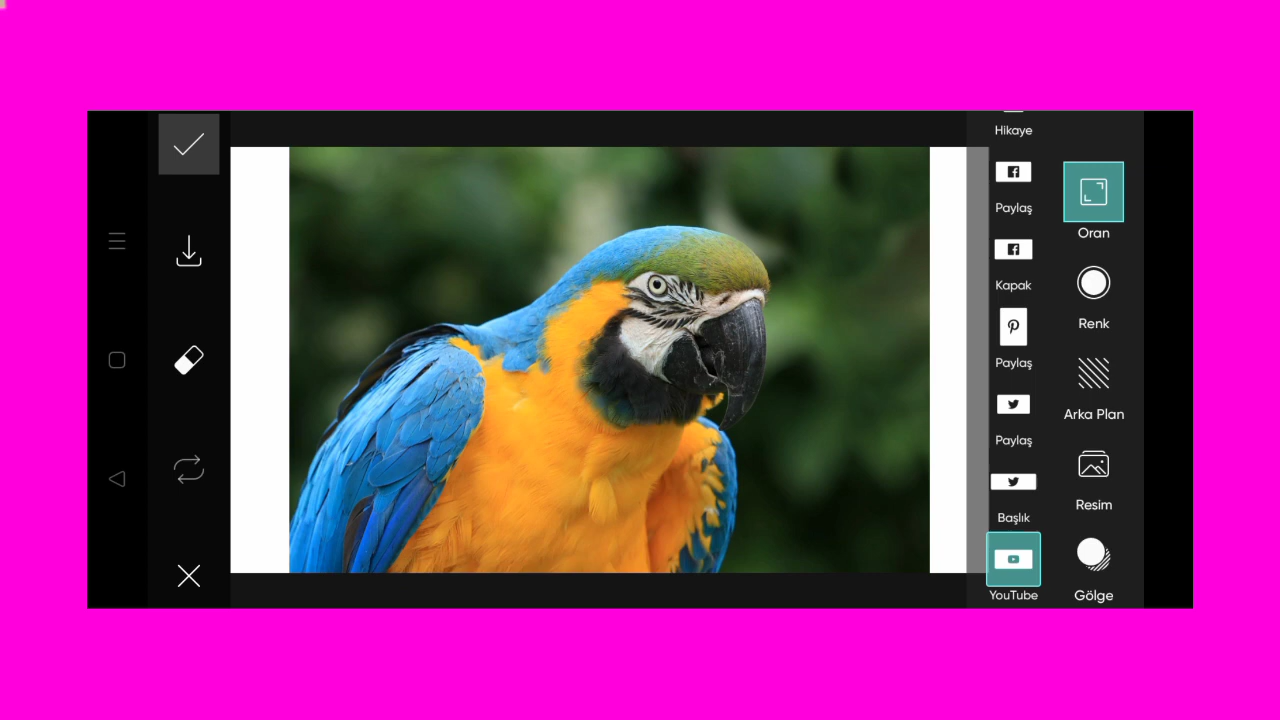 Hikaye
Paylaş
Kapak
Paylaş
Paylaş
Başlık
YouTube
Oran
Renk
Arka Plan
Resim
Gölge